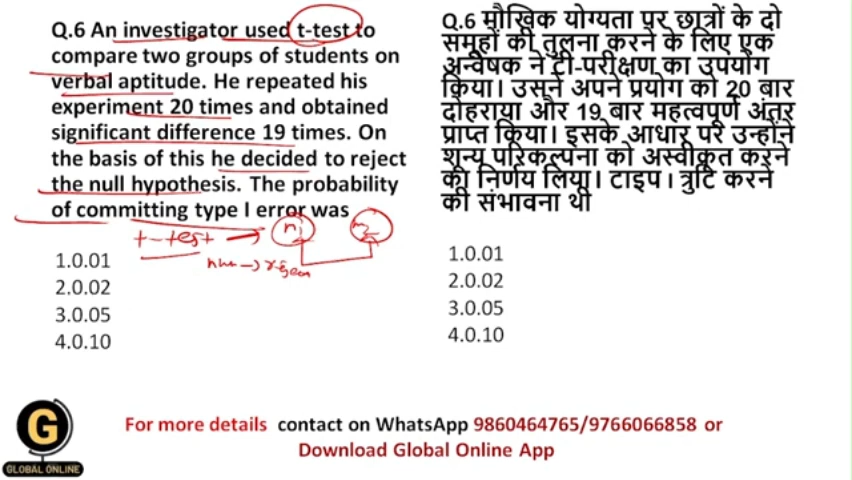 Q.6 An investigator used t-test to
compare two groups of students on
verbal aptitude. He repeated his
experiment 20 times and obtained
significant difference 19 times. On
the basis of this he decided to reject
the null hypothesis. The probability
of committing type I error was
t-test
n
1.0.01
2.0.02
3.0.05
4.0.10
Q.6 मौखिक योग्यता पर छात्रों के दो
समूहों की तुलना करने के लिए एक
अन्वेषक ने टी-परीक्षण का उपयोग
किया। उसने अपने प्रयोग को 20 बार
दोहराया और 19 बार महत्वपूर्ण अंतर
प्राप्त किया। इसके आधार पर उन्होंने
शून्य परिकल्पना को अस्वीकृत करने
का निर्णय लिया। टाइप। त्रुटि करने
की संभावना थी
1.0.01
2.0.02
3.0.05
4.0.10
G
GLOBAL ONLINE
For more details contact on WhatsApp 9860464765/9766066858 or
Download Global Online App